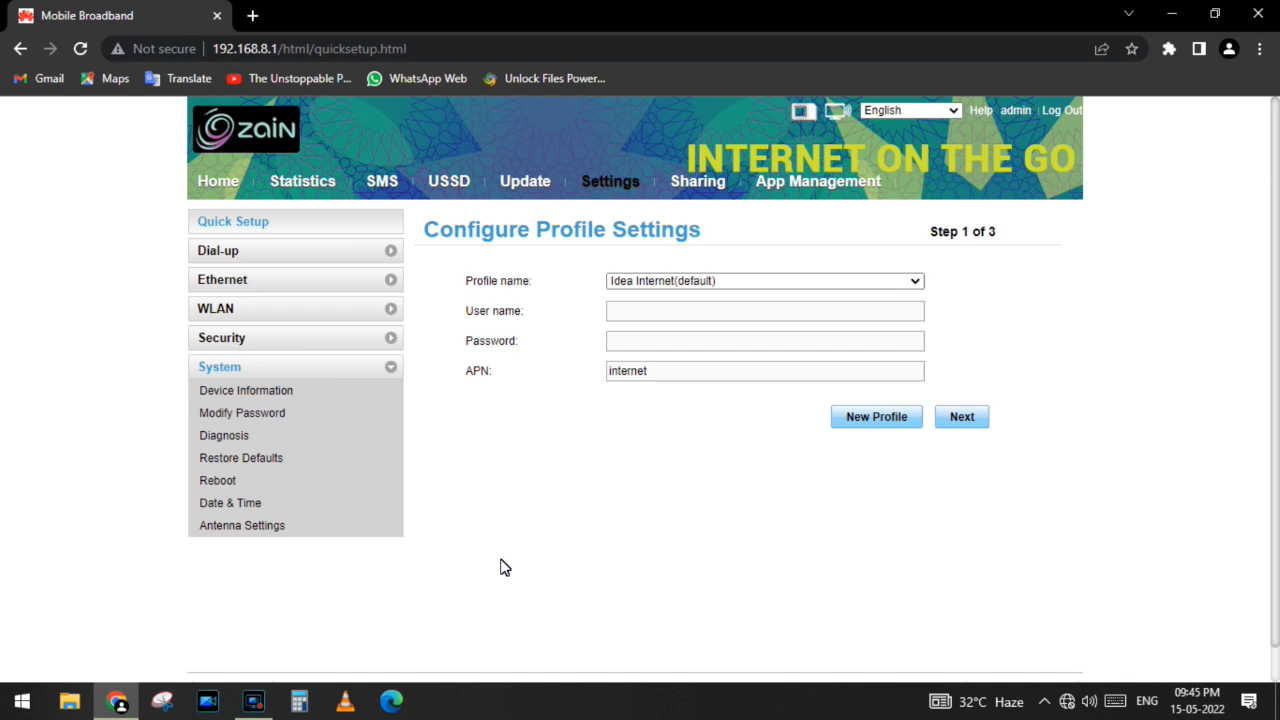 Mobile Broadband
Not secure 192.168.8.1/html/quicksetup.html
Gmail Maps Translate The Unstoppable P... WhatsApp Web Unlock Files Power...
zain
English Help admin Log Out
INTERNET ON THE GO
Home Statistics SMS USSD Update Settings Sharing App Management
Quick Setup
Dial-up
Ethernet
WLAN
Security
System
Device Information
Modify Password
Diagnosis
Restore Defaults
Reboot
Date & Time
Antenna Settings
Configure Profile Settings Step 1 of 3
Profile name: Idea Internet(default)
User name:
Password:
APN: internet
New Profile Next
32°C Haze ENG 09:45 PM
15-05-2022